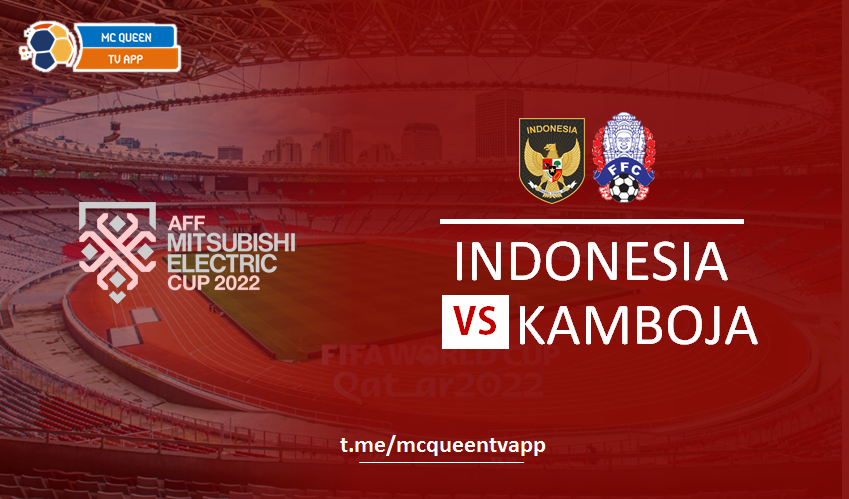 MC QUEEN
TV APP
INDONESIA
FFC
AFF
MITSUBISHI
ELECTRIC
CUP 2022
INDONESIA
VS KAMBOJA
FIFA WORLD CUP
Qatar2022
t.me/mcqueentvapp